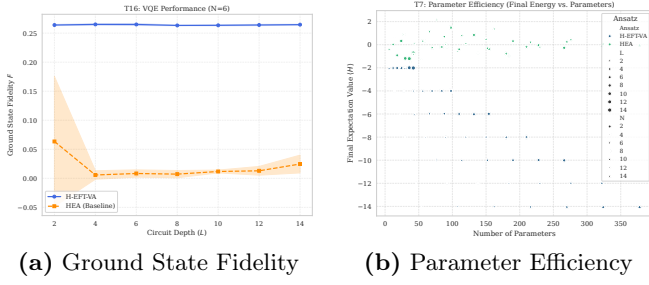 T16: VQE Performance (N=6)
Ground State Fidelity F
0.25
0.20
0.15
0.10
0.05
0.00
−0.05
H-EFT-VA
HEA (Baseline)
2 4 6 8 10 12 14
Circuit Depth (L)
(a) Ground State Fidelity
T7: Parameter Efficiency (Final Energy vs. Parameters)
Final Expectation Value ⟨H⟩
2
0
−2
−4
−6
−8
−10
−12
−14
Ansatz
Ansatz
H-EFT-VA
HEA
L
2
4
6
8
10
12
14
N
2
4
6
8
10
12
14
0 50 100 150 200 250 300 350
Number of Parameters
(b) Parameter Efficiency